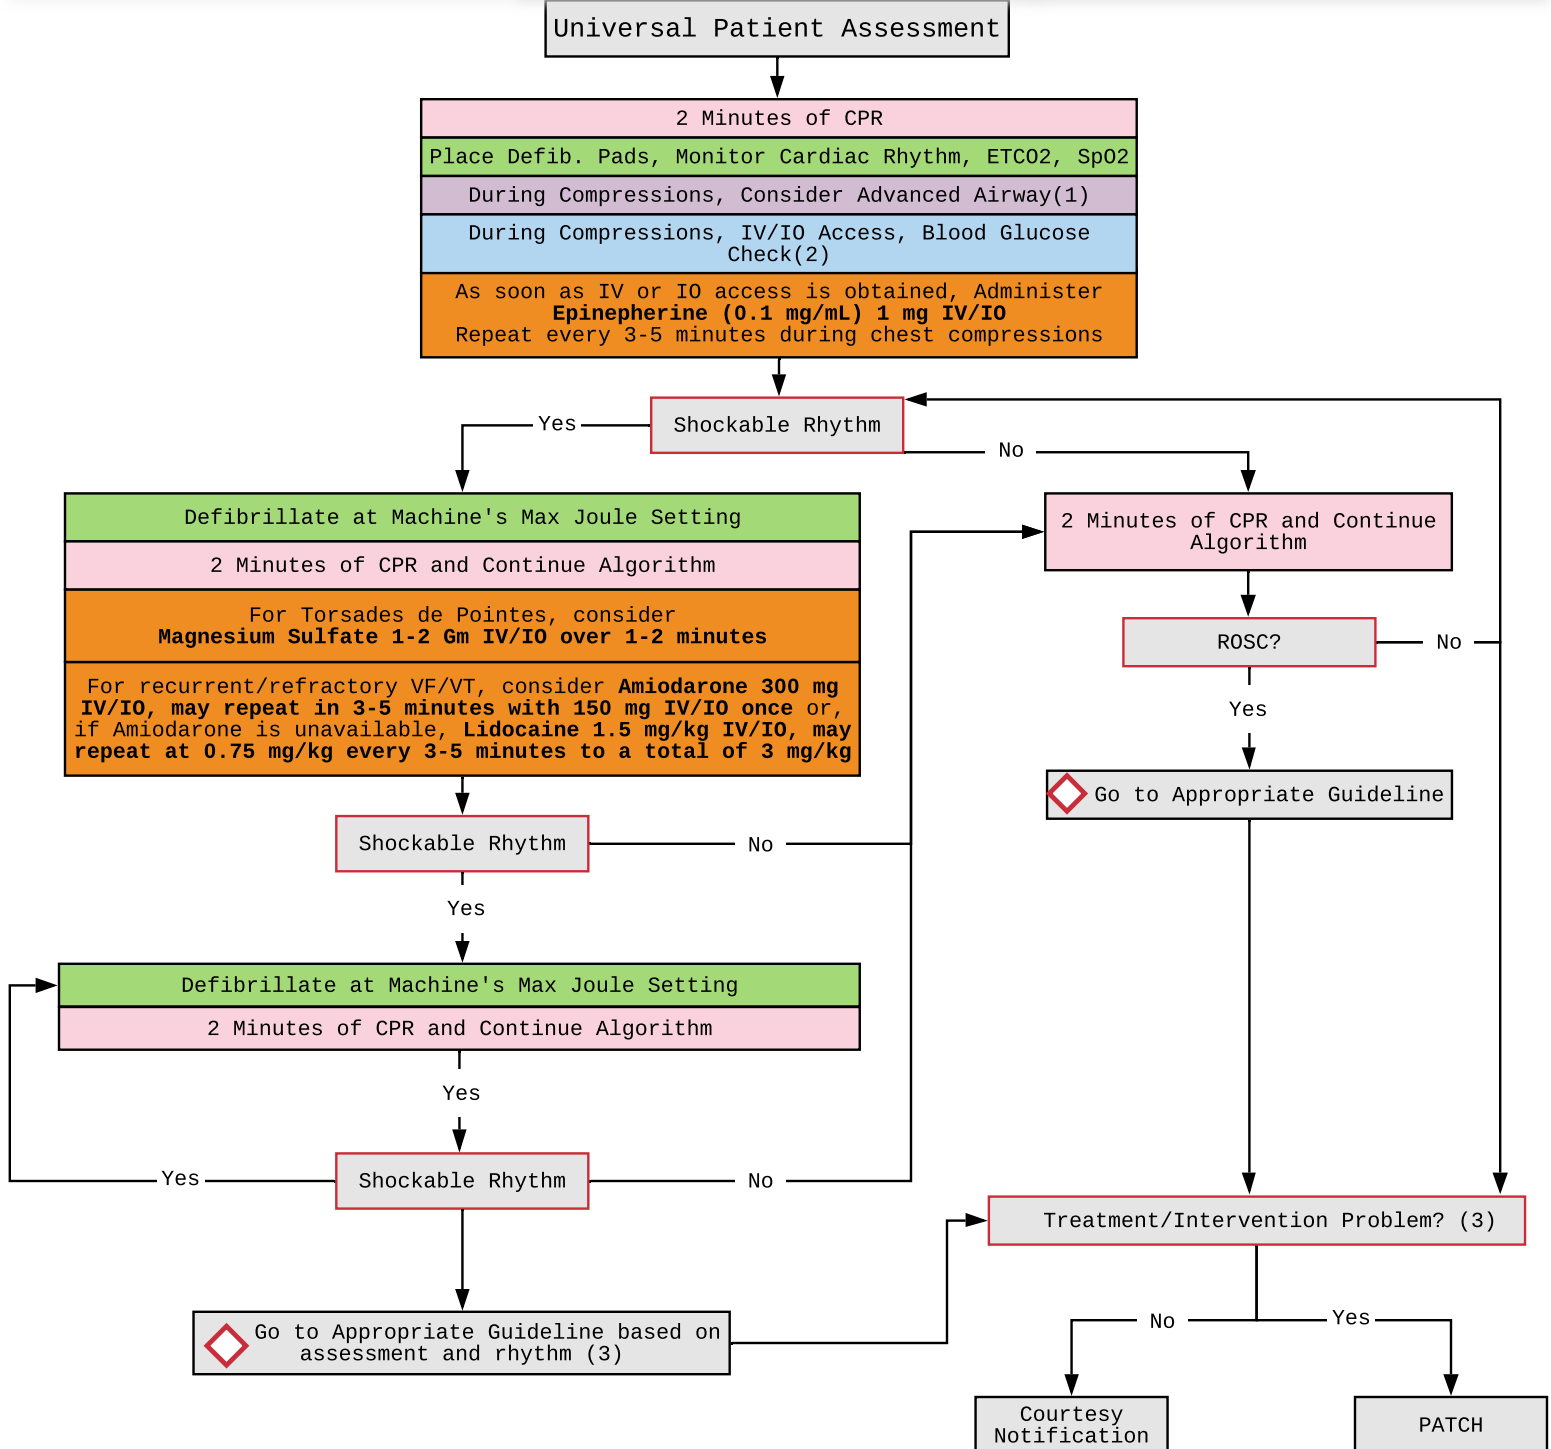 Universal Patient Assessment
2 Minutes of CPR
Place Defib. Pads, Monitor Cardiac Rhythm, ETCO2, SpO2
During Compressions, Consider Advanced Airway(1)
During Compressions, IV/IO Access, Blood Glucose
Check(2)
As soon as IV or IO access is obtained, Administer
Epinepherine (0.1 mg/mL) 1 mg IV/IO
Repeat every 3-5 minutes during chest compressions
Shockable Rhythm
Yes
No
Defibrillate at Machine's Max Joule Setting
2 Minutes of CPR and Continue Algorithm
For Torsades de Pointes, consider
Magnesium Sulfate 1-2 Gm IV/IO over 1-2 minutes
For recurrent/refractory VF/VT, consider Amiodarone 300 mg
IV/IO, may repeat in 3-5 minutes with 150 mg IV/IO once or,
if Amiodarone is unavailable, Lidocaine 1.5 mg/kg IV/IO, may
repeat at 0.75 mg/kg every 3-5 minutes to a total of 3 mg/kg
2 Minutes of CPR and Continue
Algorithm
ROSC?
No
Yes
Go to Appropriate Guideline
Shockable Rhythm
No
Yes
Defibrillate at Machine's Max Joule Setting
2 Minutes of CPR and Continue Algorithm
Yes
Yes
Shockable Rhythm
No
Go to Appropriate Guideline based on
assessment and rhythm (3)
Treatment/Intervention Problem? (3)
No
Yes
Courtesy
Notification
PATCH